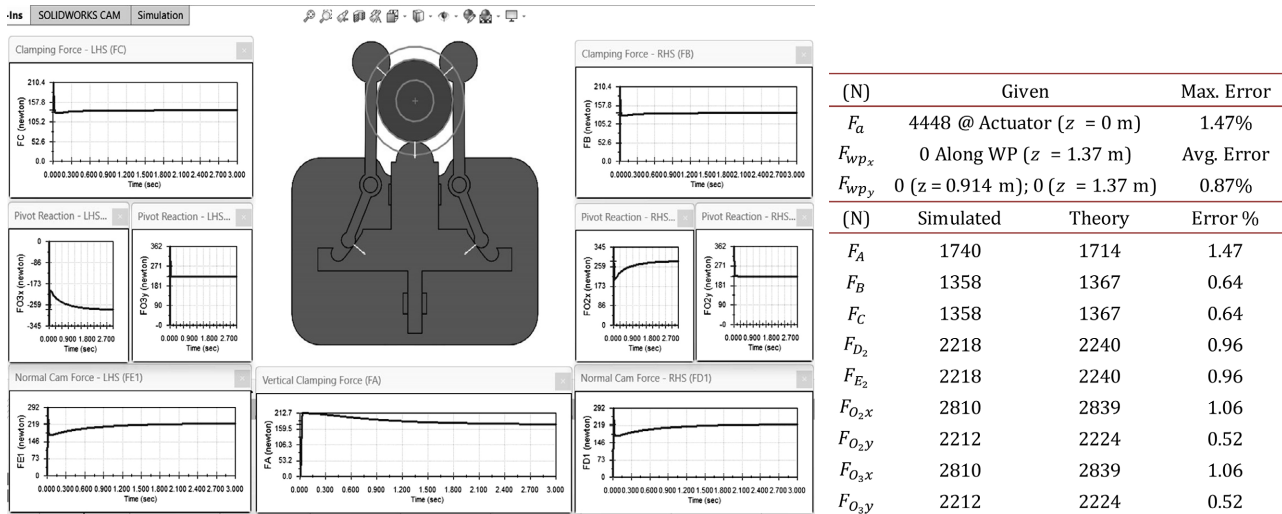 -Ins SOLIDWORKS CAM Simulation
Clamping Force - LHS (FC)
FC (newton)
210.4
157.8
105.2
52.6
0.0
0.000 0.300 0.600 0.900 1.200 1.500 1.800 2.100 2.400 2.700 3.000
Time (sec)
Clamping Force - RHS (FB)
FB (newton)
210.4
157.8
105.2
52.6
0.0
0.000 0.300 0.600 0.900 1.200 1.500 1.800 2.100 2.400 2.700 3.000
Time (sec)
Pivot Reaction - LHS...
FO3x (newton)
0
-86
-173
-259
-345
0.000 0.900 1.800 2.700
Time (sec)
Pivot Reaction - LHS...
FO3y (newton)
362
271
181
90
-0
0.000 0.900 1.800 2.700
Time (sec)
Pivot Reaction - RHS...
FO2x (newton)
345
259
173
86
0
0.000 0.900 1.800 2.700
Time (sec)
Pivot Reaction - RHS...
FO2y (newton)
362
271
181
90
-0
0.000 0.900 1.800 2.700
Time (sec)
Normal Cam Force - LHS (FE1)
FE1 (newton)
292
219
146
73
0
0.000 0.300 0.600 0.900 1.200 1.500 1.800 2.100 2.400 2.700 3.000
Time (sec)
Vertical Clamping Force (FA)
FA (newton)
212.7
159.5
106.3
53.2
0.0
0.000 0.300 0.600 0.900 1.200 1.500 1.800 2.100 2.400 2.700 3.000
Time (sec)
Normal Cam Force - RHS (FD1)
FD1 (newton)
292
219
146
73
0
0.000 0.300 0.600 0.900 1.200 1.500 1.800 2.100 2.400 2.700 3.000
Time (sec)
(N) Given Max. Error
Fa 4448 @ Actuator (z = 0 m) 1.47%
Fwpx 0 Along WP (z = 1.37 m) Avg. Error
Fwpy 0 (z = 0.914 m); 0 (z = 1.37 m) 0.87%
(N) Simulated Theory Error %
FA 1740 1714 1.47
FB 1358 1367 0.64
FC 1358 1367 0.64
FD2 2218 2240 0.96
FE2 2218 2240 0.96
FO2x 2810 2839 1.06
FO2y 2212 2224 0.52
FO3x 2810 2839 1.06
FO3y 2212 2224 0.52